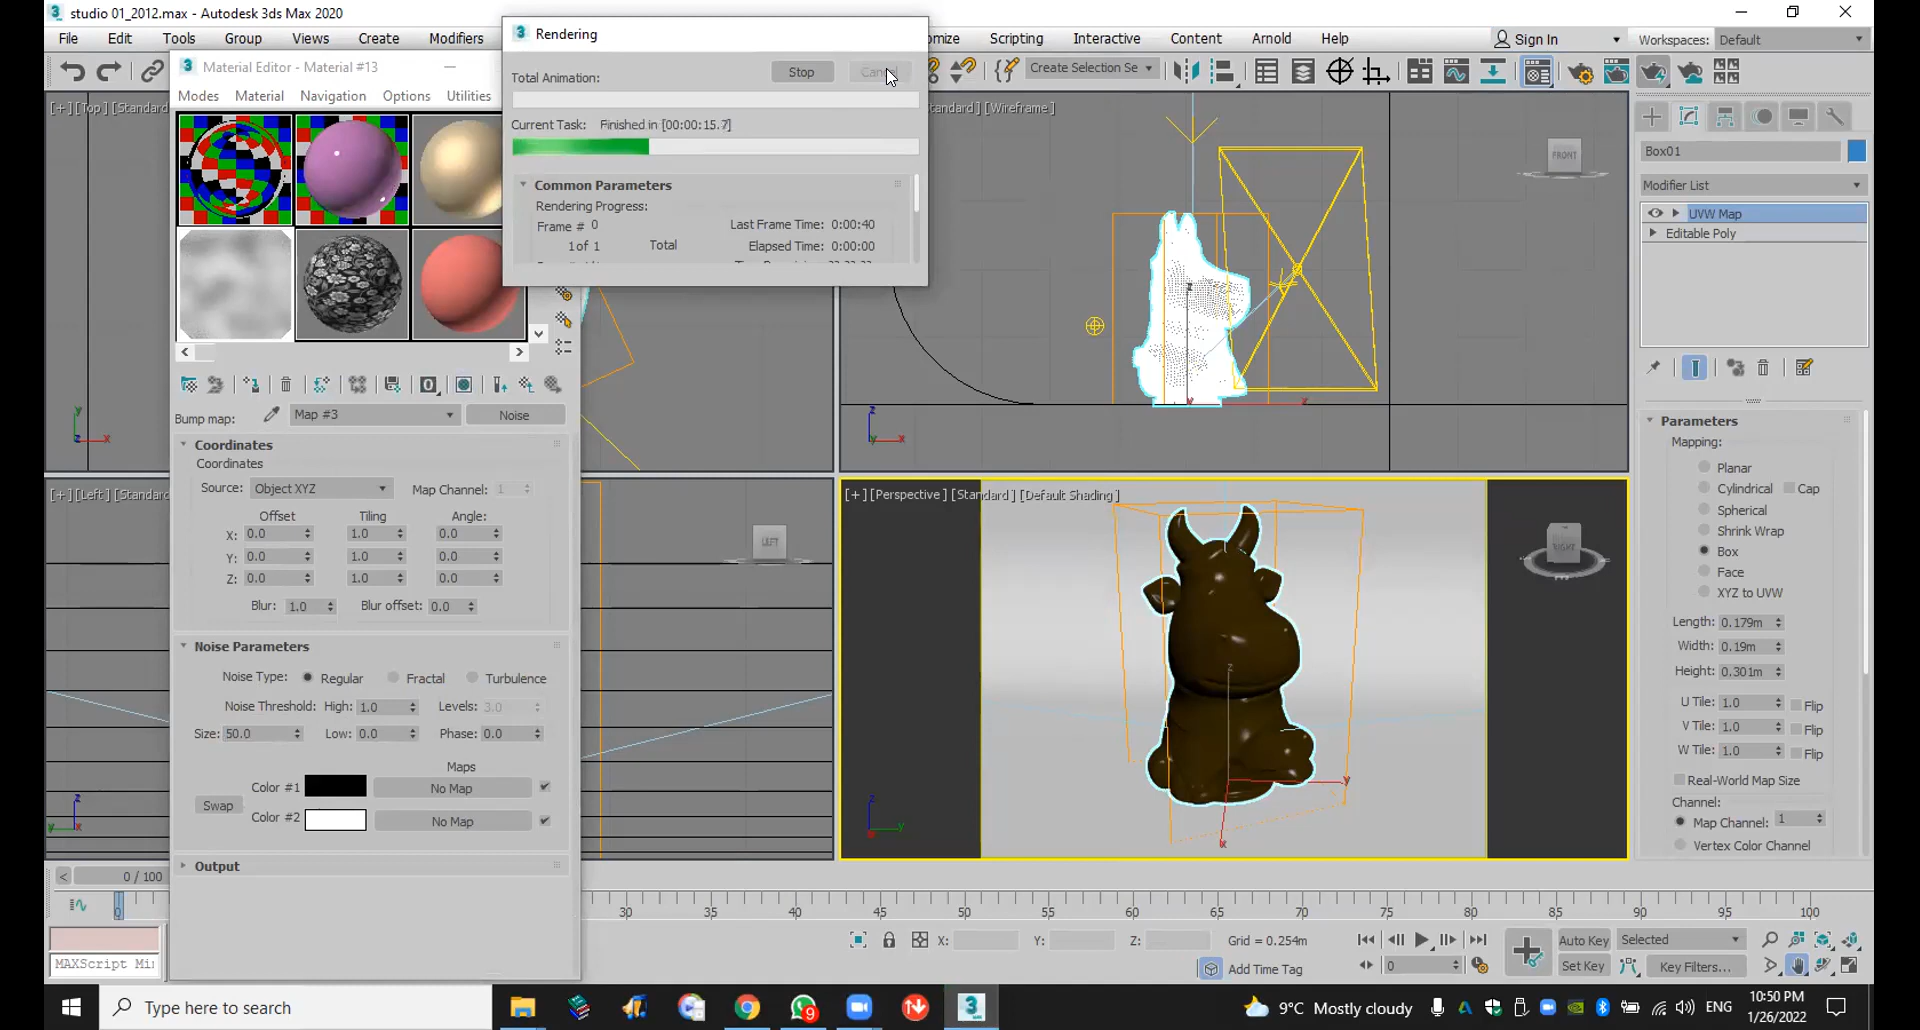 studio 01_2012.max - Autodesk 3ds Max 2020
File Edit Tools Group Views Create Modifiers
Scripting Interactive Content Arnold Help
Sign In Workspaces: Default
Create Selection Se
Material Editor - Material #13
Modes Material Navigation Options Utilities
Rendering
Total Animation:
Stop
Current Task: Finished in [00:00:15.7]
Common Parameters
Rendering Progress:
Frame # 0 Last Frame Time: 0:00:40
1 of 1 Total Elapsed Time: 0:00:00
[+] [Top] [Standard
[Wireframe ]
FRONT
Bump map: Map #3 Noise
Coordinates
Coordinates
Source: Object XYZ Map Channel: 1
Offset Tiling Angle:
X: 0.0 1.0 0.0
Y: 0.0 1.0 0.0
Z: 0.0 1.0 0.0
Blur: 1.0 Blur offset: 0.0
Noise Parameters
Noise Type: Regular Fractal Turbulence
Noise Threshold: High: 1.0 Levels: 3.0
Size: 50.0 Low: 0.0 Phase: 0.0
Maps
Color #1 No Map
Swap
Color #2 No Map
Output
[+] [Left] [Standard
LEFT
[+] [Perspective ] [Standard ] [Default Shading ]
RIGHT
Box01
Modifier List
UVW Map
Editable Poly
Parameters
Mapping:
Planar
Cylindrical Cap
Spherical
Shrink Wrap
Box
Face
XYZ to UVW
Length: 0.179m
Width: 0.19m
Height: 0.301m
U Tile: 1.0 Flip
V Tile: 1.0 Flip
W Tile: 1.0 Flip
Real-World Map Size
Channel:
Map Channel: 1
Vertex Color Channel
0 / 100
0 30 35 40 45 50 55 60 65 70 75 80 85 90 95 100
X: Y: Z: Grid = 0.254m
Auto Key Selected
MAXScript Mi
Add Time Tag
0
Set Key Key Filters...
Type here to search
9
9°C Mostly cloudy
ENG
10:50 PM
1/26/2022